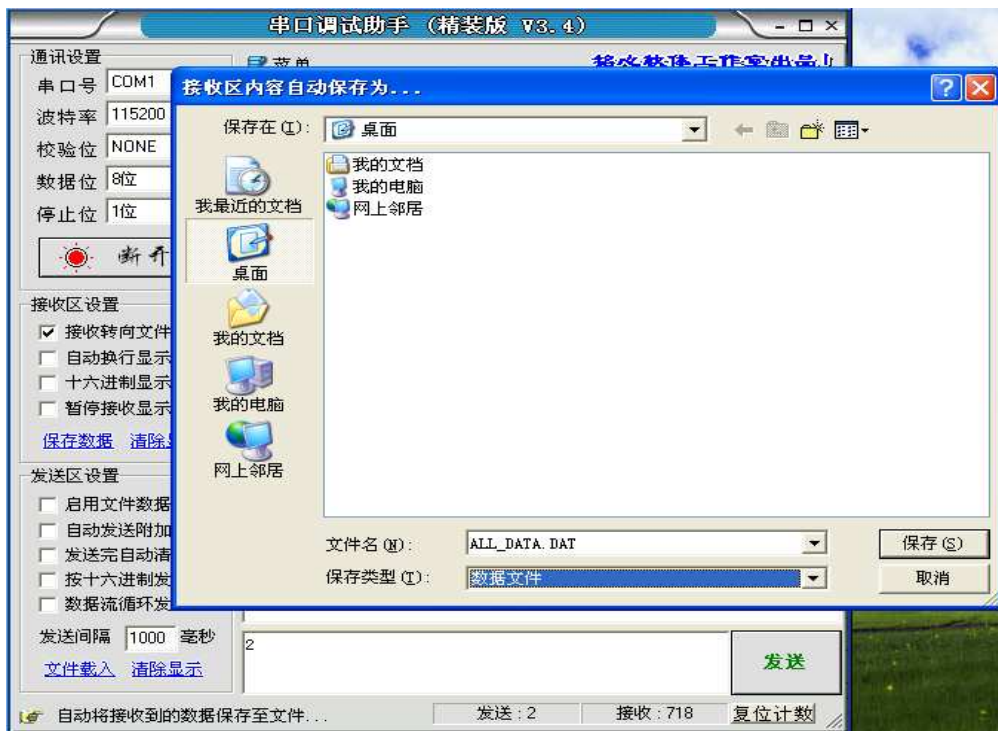 串口调试助手 (精装版 V3.4)
通讯设置
菜单
串口号 COM1
波特率 115200
校验位 NONE
数据位 8位
停止位 1位
断开
接收区设置
接收转向文件
自动换行显示
十六进制显示
暂停接收显示
保存数据 清除
发送区设置
启用文件数据
自动发送附加
发送完自动清
按十六进制发
数据流循环发
发送间隔 1000 毫秒
文件载入 清除显示
接收区内容自动保存为...
保存在(I): 桌面
我最近的文档
桌面
我的文档
我的电脑
网上邻居
我的文档
我的电脑
网上邻居
文件名(N): ALL_DATA.DAT 保存(S)
保存类型(T): 数据文件 取消
2
发送
自动将接收到的数据保存至文件... 发送:2 接收:718 复位计数